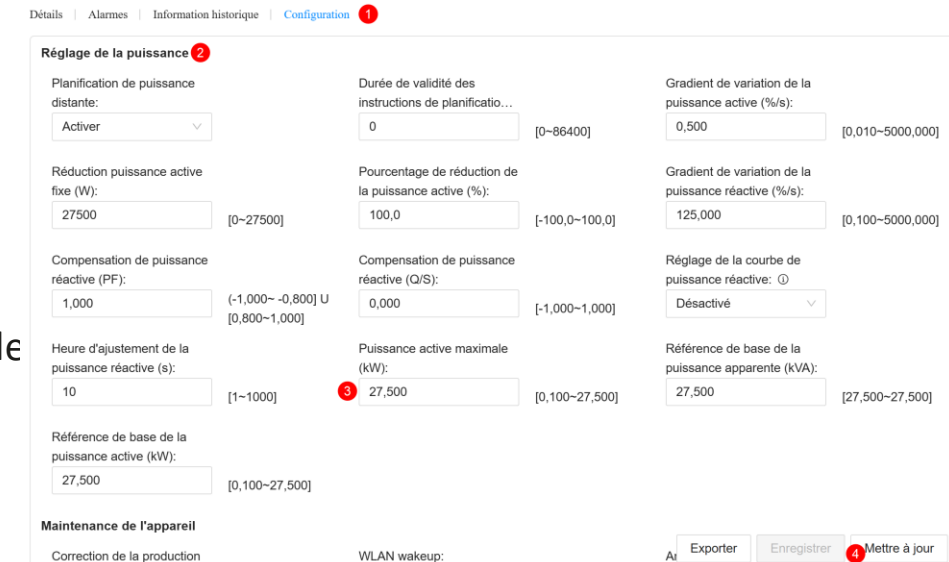 Détails | Alarmes | Information historique | Configuration 1
Réglage de la puissance 2
Planification de puissance
distante:
Activer
Durée de validité des
instructions de planificatio…
0
[0~86400]
Gradient de variation de la
puissance active (%/s):
0,500
[0,010~5000,000]
Réduction puissance active
fixe (W):
27500
[0~27500]
Pourcentage de réduction de
la puissance active (%):
100,0
[-100,0~100,0]
Gradient de variation de la
puissance réactive (%/s):
125,000
[0,100~5000,000]
Compensation de puissance
réactive (PF):
1,000
(-1,000~ -0,800] U
[0,800~1,000]
Compensation de puissance
réactive (Q/S):
0,000
[-1,000~1,000]
Réglage de la courbe de
puissance réactive:
Désactivé
le
Heure d'ajustement de la
puissance réactive (s):
10
[1~1000]
Puissance active maximale
(kW):
3 27,500
[0,100~27,500]
Référence de base de la
puissance apparente (kVA):
27,500
[27,500~27,500]
Référence de base de la
puissance active (kW):
27,500
[0,100~27,500]
Maintenance de l'appareil
Correction de la production
WLAN wakeup:
Exporter
Enregistrer
4 Mettre à jour